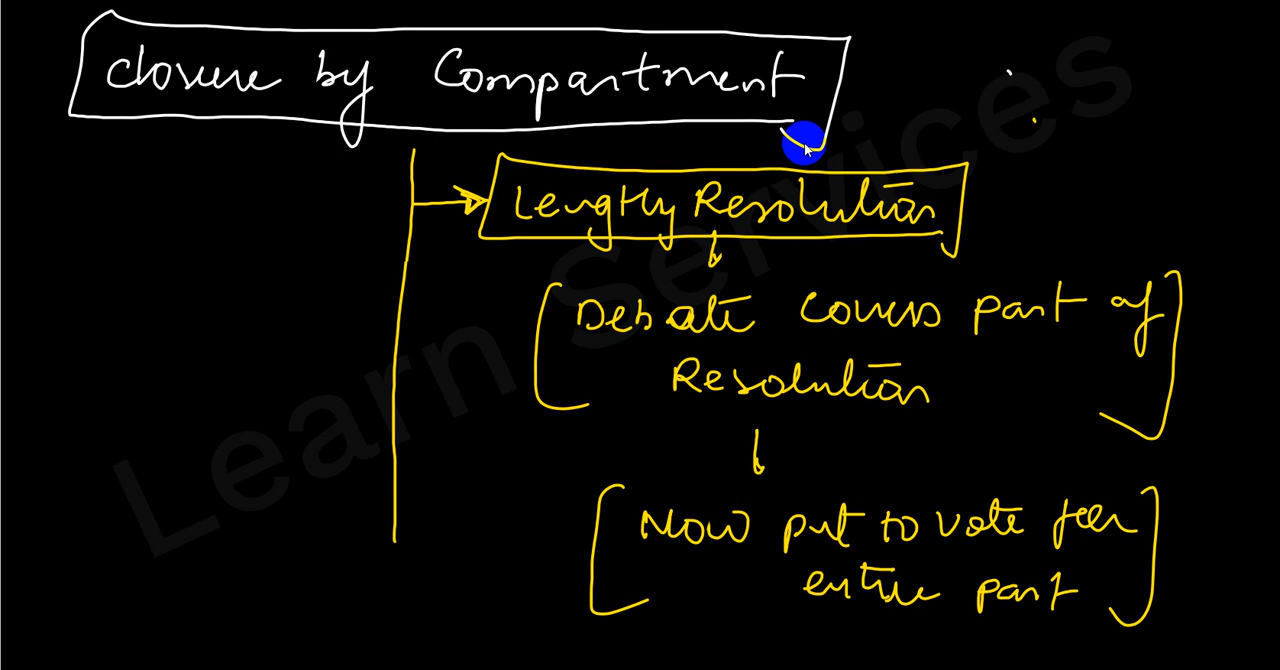 closure by Compartment
Lengthy Resolution
Debate covers part of
Resolution
Now put to vote for
entire part
Learn Services